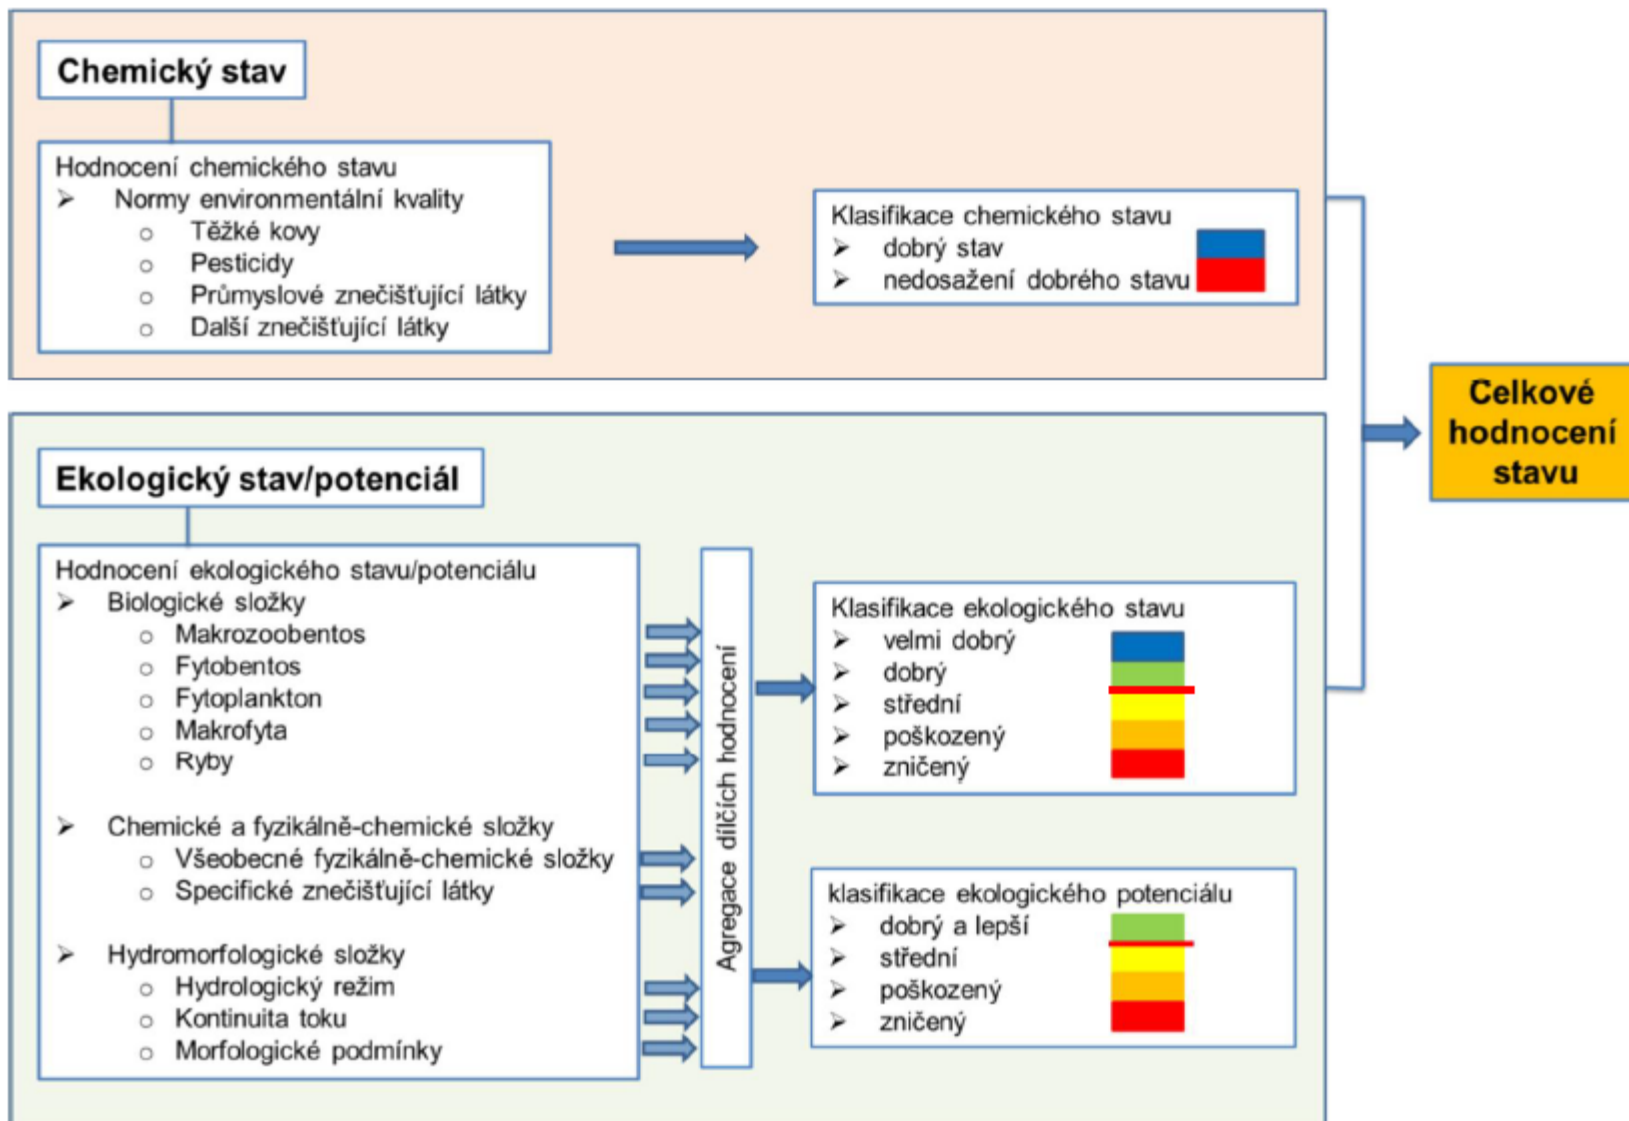 Chemický stav
Hodnocení chemického stavu
➢ Normy environmentální kvality
o Těžké kovy
o Pesticidy
o Průmyslové znečišťující látky
o Další znečišťující látky
Klasifikace chemického stavu
➢ dobrý stav
➢ nedosažení dobrého stavu
Celkové
hodnocení
stavu
Ekologický stav/potenciál
Hodnocení ekologického stavu/potenciálu
➢ Biologické složky
o Makrozoobentos
o Fytobentos
o Fytoplankton
o Makrofyta
o Ryby
➢ Chemické a fyzikálně-chemické složky
o Všeobecné fyzikálně-chemické složky
o Specifické znečišťující látky
➢ Hydromorfologické složky
o Hydrologický režim
o Kontinuita toku
o Morfologické podmínky
Agregace dílčích hodnocení
Klasifikace ekologického stavu
➢ velmi dobrý
➢ dobrý
➢ střední
➢ poškozený
➢ zničený
klasifikace ekologického potenciálu
➢ dobrý a lepší
➢ střední
➢ poškozený
➢ zničený